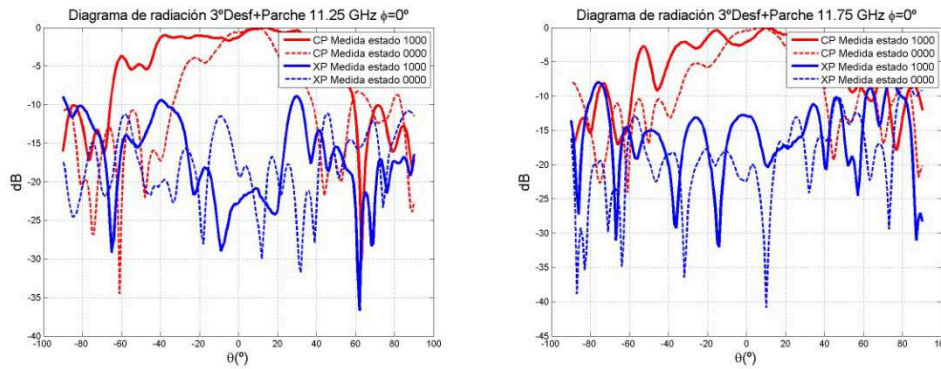 Diagrama de radiación 3ºDesf+Parche 11.25 GHz ϕ=0º
CP Medida estado 1000
CP Medida estado 0000
XP Medida estado 1000
XP Medida estado 0000
0
-5
-10
-15
-20
-25
-30
-35
-40
dB
-100
-80
-60
-40
-20
0
20
40
60
80
100
θ(º)
Diagrama de radiación 3ºDesf+Parche 11.75 GHz ϕ=0º
CP Medida estado 1000
CP Medida estado 0000
XP Medida estado 1000
XP Medida estado 0000
0
-5
-10
-15
-20
-25
-30
-35
-40
-45
dB
-100
-80
-60
-40
-20
0
20
40
60
80
100
θ(º)